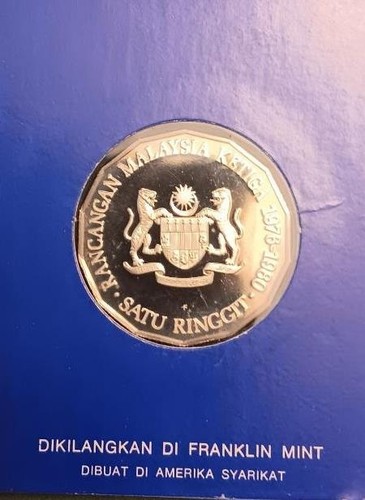 RANCANGAN MALAYSIA KETIGA · 1976-1980
· SATU RINGGIT ·
DIKILANGKAN DI FRANKLIN MINT
DIBUAT DI AMERIKA SYARIKAT